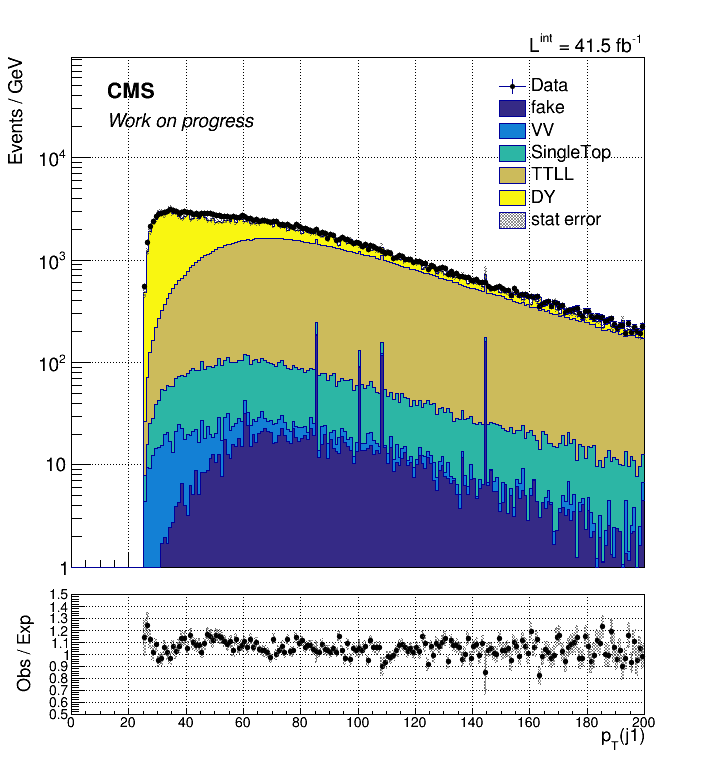 L^int = 41.5 fb^-1
Events / GeV
CMS
Work on progress
Data
fake
VV
SingleTop
TTLL
DY
stat error
10^4
10^3
10^2
10
1
Obs / Exp
1.5
1.4
1.3
1.2
1.1
1
0.9
0.8
0.7
0.6
0.5
0 20 40 60 80 100 120 140 160 180 200
p_T(j1)